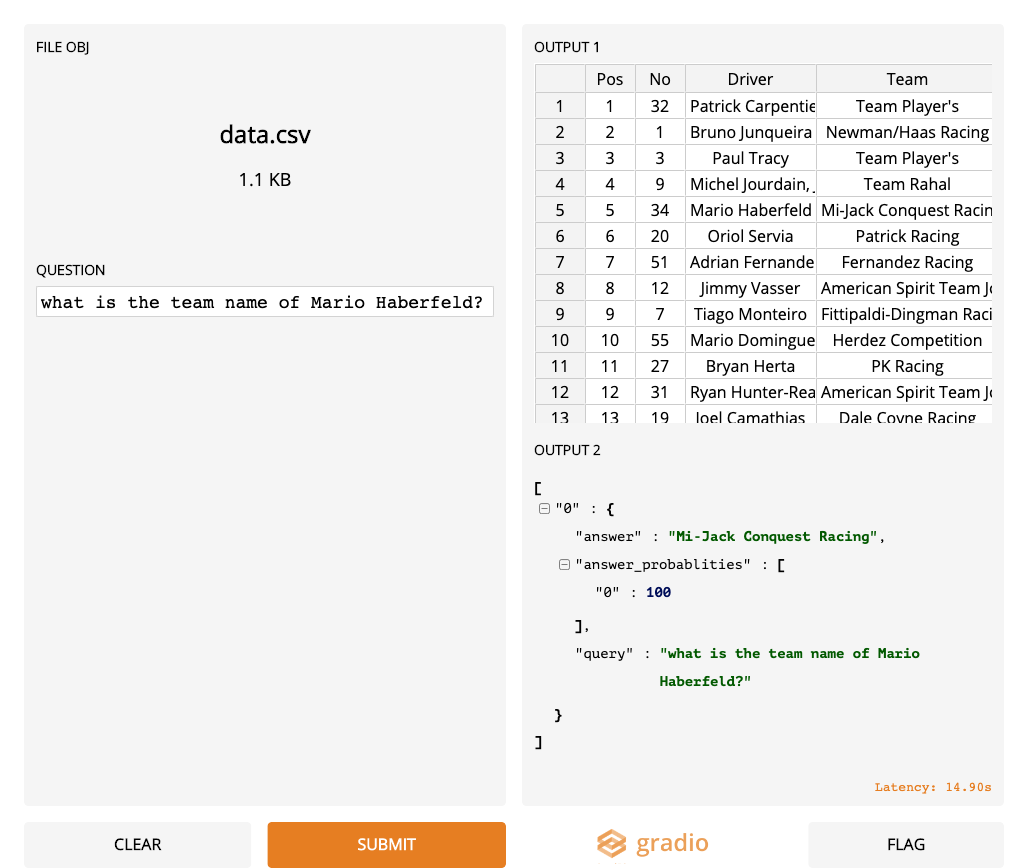 FILE OBJ
data.csv
1.1 KB
QUESTION
what is the team name of Mario Haberfeld?
OUTPUT 1
Pos No Driver Team
1 1 32 Patrick Carpentie Team Player's
2 2 1 Bruno Junqueira Newman/Haas Racing
3 3 3 Paul Tracy Team Player's
4 4 9 Michel Jourdain, Team Rahal
5 5 34 Mario Haberfeld Mi-Jack Conquest Racin
6 6 20 Oriol Servia Patrick Racing
7 7 51 Adrian Fernande Fernandez Racing
8 8 12 Jimmy Vasser American Spirit Team Jo
9 9 7 Tiago Monteiro Fittipaldi-Dingman Raci
10 10 55 Mario Domingue Herdez Competition
11 11 27 Bryan Herta PK Racing
12 12 31 Ryan Hunter-Rea American Spirit Team Jo
13 13 19 Joel Camathias Dale Coyne Racing
OUTPUT 2
[
"0" : {
"answer" : "Mi-Jack Conquest Racing",
"answer_probablities" : [
"0" : 100
],
"query" : "what is the team name of Mario
Haberfeld?"
}
]
Latency: 14.90s
CLEAR
SUBMIT
gradio
FLAG